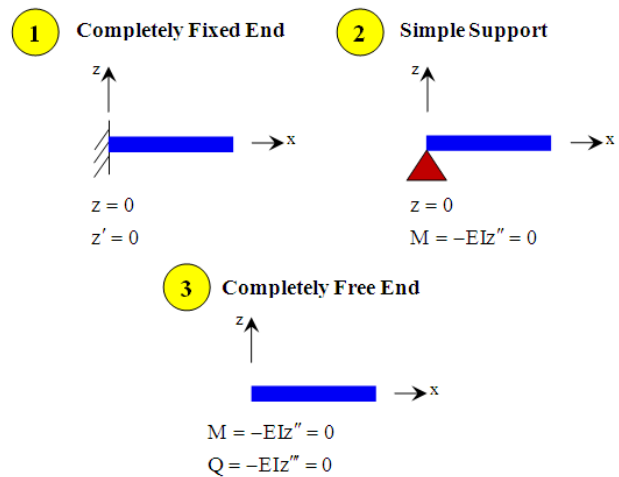 1 Completely Fixed End
z
x
z = 0
z′ = 0
2 Simple Support
z
x
z = 0
M = −EIz″ = 0
3 Completely Free End
z
x
M = −EIz″ = 0
Q = −EIz‴ = 0